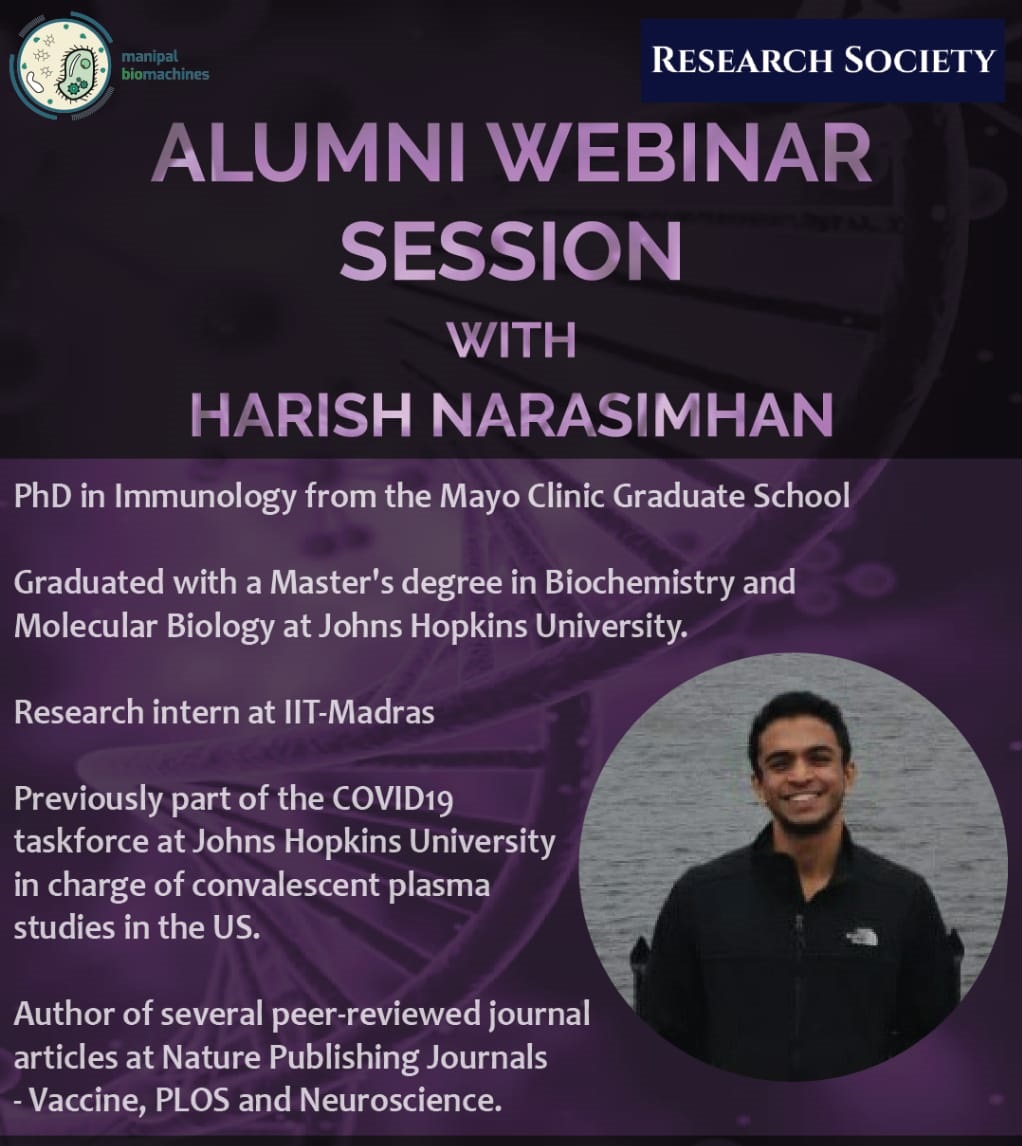 manipal
biomachines
RESEARCH SOCIETY
ALUMNI WEBINAR
SESSION
WITH
HARISH NARASIMHAN
PhD in Immunology from the Mayo Clinic Graduate School
Graduated with a Master's degree in Biochemistry and
Molecular Biology at Johns Hopkins University.
Research intern at IIT-Madras
Previously part of the COVID19
taskforce at Johns Hopkins University
in charge of convalescent plasma
studies in the US.
Author of several peer-reviewed journal
articles at Nature Publishing Journals
- Vaccine, PLOS and Neuroscience.